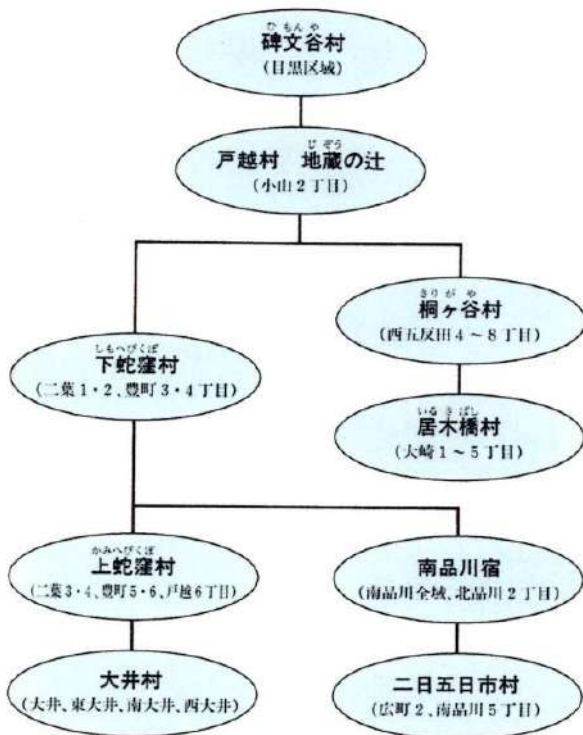 ひもんや
碑文谷村
(目黒区域)
じぞう
戸越村 地蔵の辻
(小山2丁目)
きりがや
桐ヶ谷村
(西五反田4~8丁目)
しもへびくぼ
下蛇窪村
(二葉1・2、豊町3・4丁目)
いるきばし
居木橋村
(大崎1~5丁目)
かみへびくぼ
上蛇窪村
(二葉3・4、豊町5・6、戸越6丁目)
南品川宿
(南品川全域、北品川2丁目)
大井村
(大井、東大井、南大井、西大井)
二日五日市村
(広町2、南品川5丁目)